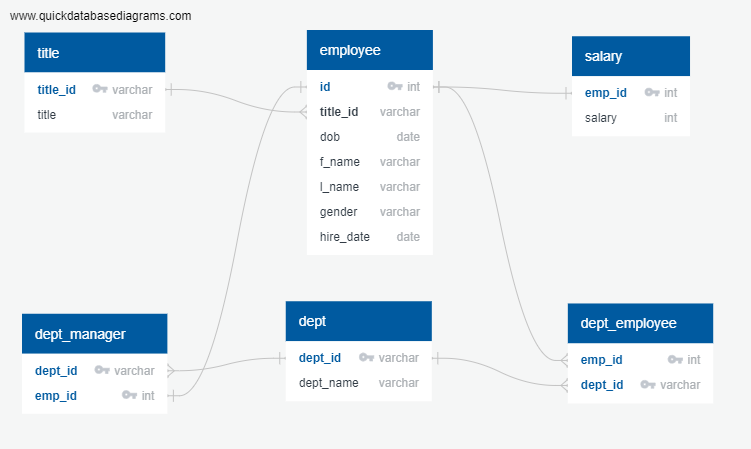 www.quickdatabasediagrams.com
title
title_id varchar
title varchar
employee
id int
title_id varchar
dob date
f_name varchar
l_name varchar
gender varchar
hire_date date
salary
emp_id int
salary int
dept_manager
dept_id varchar
emp_id int
dept
dept_id varchar
dept_name varchar
dept_employee
emp_id int
dept_id varchar